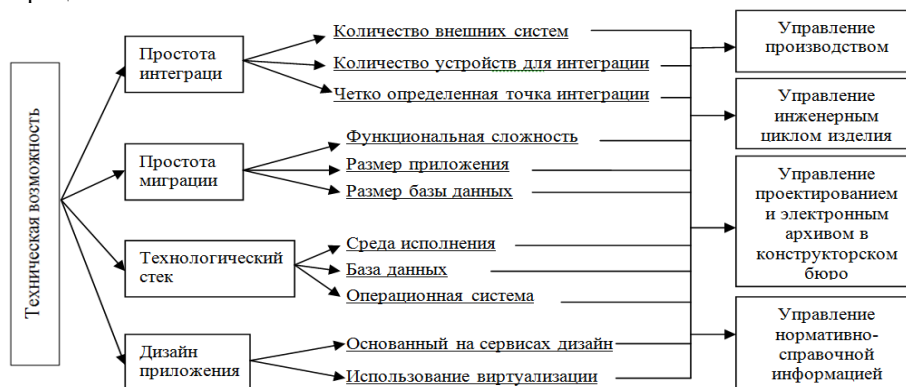 Техническая возможность
Простота
интеграци
Простота
миграции
Технологический
стек
Дизайн
приложения
Количество внешних систем
Количество устройств для интеграции
Четко определенная точка интеграции
Функциональная сложность
Размер приложения
Размер базы данных
Среда исполнения
База данных
Операционная система
Основанный на сервисах дизайн
Использование виртуализации
Управление
производством
Управление
инженерным
циклом изделия
Управление
проектированием
и электронным
архивом в
конструкторском
бюро
Управление
нормативно-
справочной
информацией